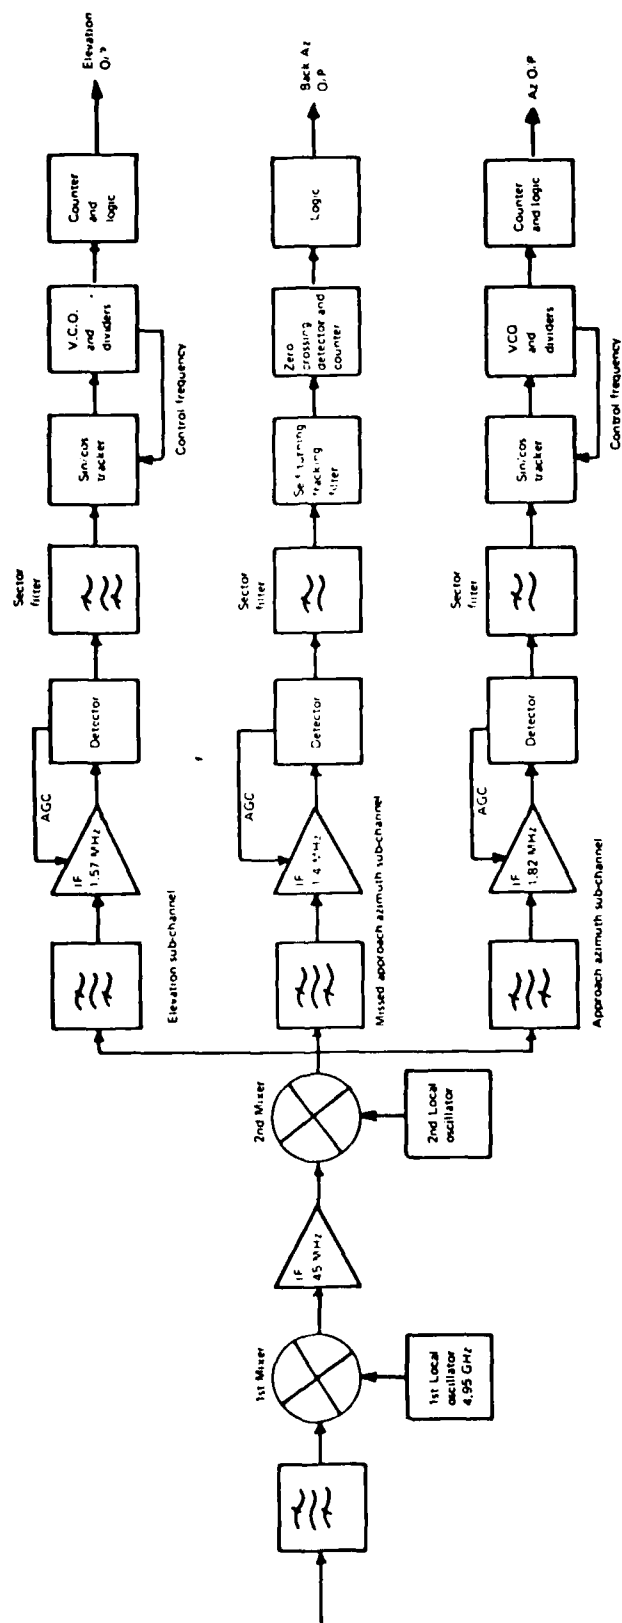 1st Mixer
1st Local
oscillator
4.95 GHz
IF
45 MHz
2nd Mixer
2nd Local
oscillator
Elevation sub-channel
IF
1.57 MHz
AGC
Detector
Sector
filter
Sin/cos
tracker
V.C.O.
and
dividers
Control frequency
Counter
and
logic
Elevation
O/P
Missed approach azimuth sub-channel
IF
1.4 MHz
AGC
Detector
Sector
filter
Self turning
tracking
filter
Zero
crossing
detector and
counter
Logic
Back Az
O/P
Approach azimuth sub-channel
IF
1.82 MHz
AGC
Detector
Sector
filter
Sin/cos
tracker
VCO
and
dividers
Control frequency
Counter
and logic
Az O/P